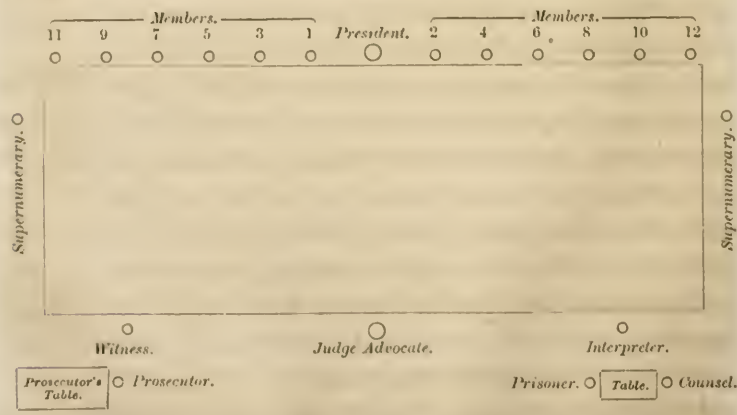 Members. Members.
11 9 7 5 3 1 President. 2 4 6 8 10 12
Supernumerary.
Supernumerary.
Witness. Judge Advocate. Interpreter.
Prosecutor's Table. Prosecutor. Prisoner. Table. Counsel.